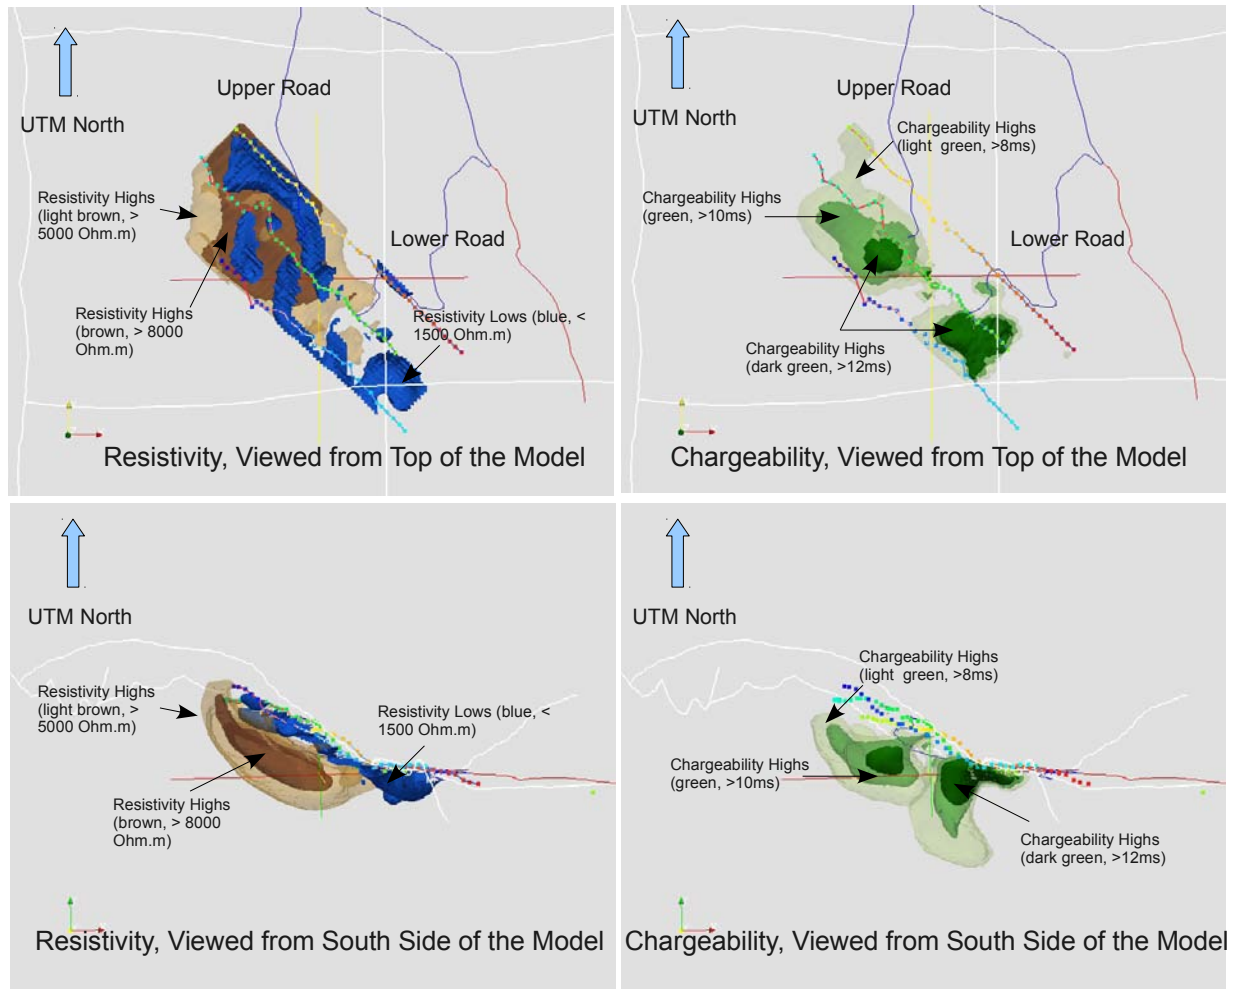 Upper Road
UTM North
Resistivity Highs
(light brown, >
5000 Ohm.m)
Lower Road
Resistivity Highs
(brown, > 8000
Ohm.m)
Resistivity Lows (blue, <
1500 Ohm.m)
Resistivity, Viewed from Top of the Model
Upper Road
UTM North
Chargeability Highs
(light green, >8ms)
Chargeability Highs
(green, >10ms)
Lower Road
Chargeability Highs
(dark green, >12ms)
Chargeability, Viewed from Top of the Model
UTM North
Resistivity Highs
(light brown, >
5000 Ohm.m)
Resistivity Lows (blue, <
1500 Ohm.m)
Resistivity Highs
(brown, > 8000
Ohm.m)
Resistivity, Viewed from South Side of the Model
UTM North
Chargeability Highs
(light green, >8ms)
Chargeability Highs
(green, >10ms)
Chargeability Highs
(dark green, >12ms)
Chargeability, Viewed from South Side of the Model